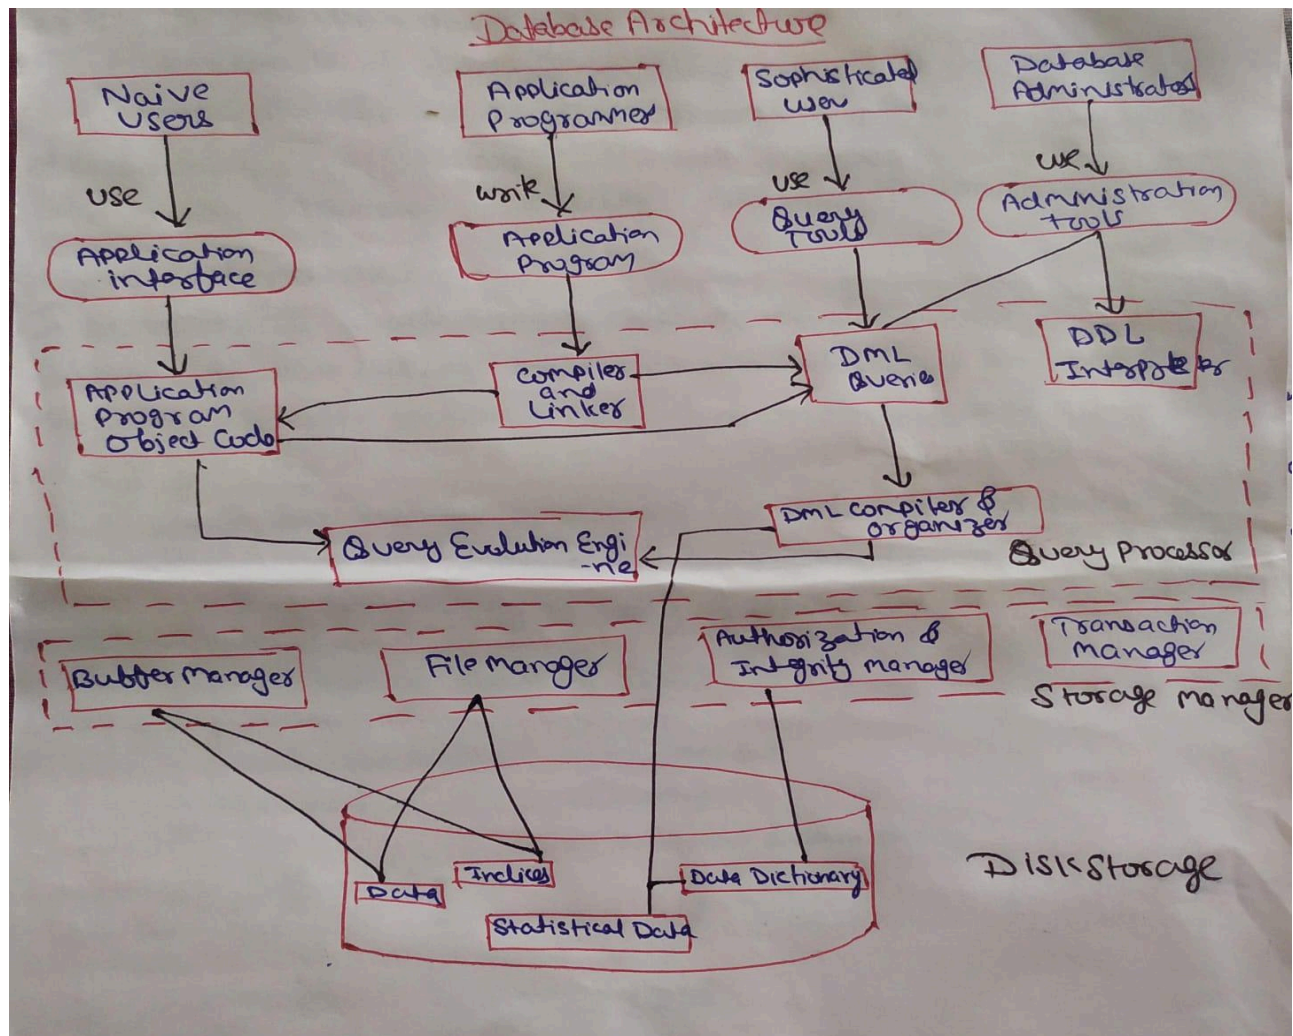 Database Architecture
Naive
users
Application
Programmer
Sophisticated
user
Database
Administrator
use
write
use
use
Application
interface
Application
Program
Query
Tools
Administration
Tools
Application
Program
Object Code
Compiler
and
Linker
DML
Queries
DDL
Interpreter
Query Evolution Engi
-ne
DML Compiler &
organizer
Query Processor
Buffer Manager
File Manager
Authorization &
Integrity Manager
Transaction
Manager
Storage Manager
Data
Indices
Statistical Data
Data Dictionary
Disk Storage